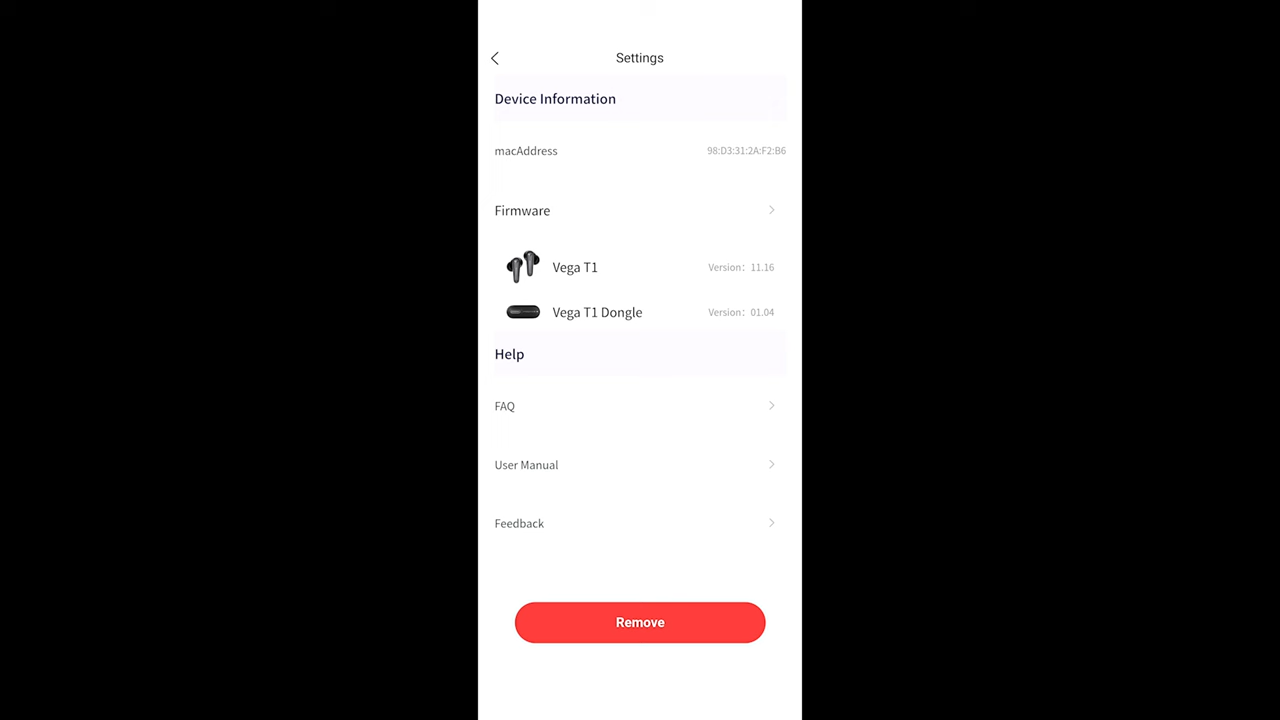 Settings
Device Information
macAddress 98:D3:31:2A:F2:B6
Firmware
Vega T1 Version: 11.16
Vega T1 Dongle Version: 01.04
Help
FAQ
User Manual
Feedback
Remove